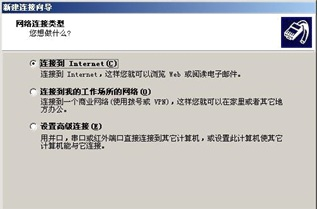 新建连接向导
网络连接类型
您想做什么?
连接到 Internet(C)
连接到 Internet,这样您就可以浏览 Web 或阅读电子邮件。
连接到我的工作场所的网络(O)
连接到一个商业网络(使用拨号或 VPN),这样您就可以在家里或者其它地
方办公。
设置高级连接(E)
用并口,串口或红外端口直接连接到其它计算机,或设置此计算机使其它
计算机能与它连接。